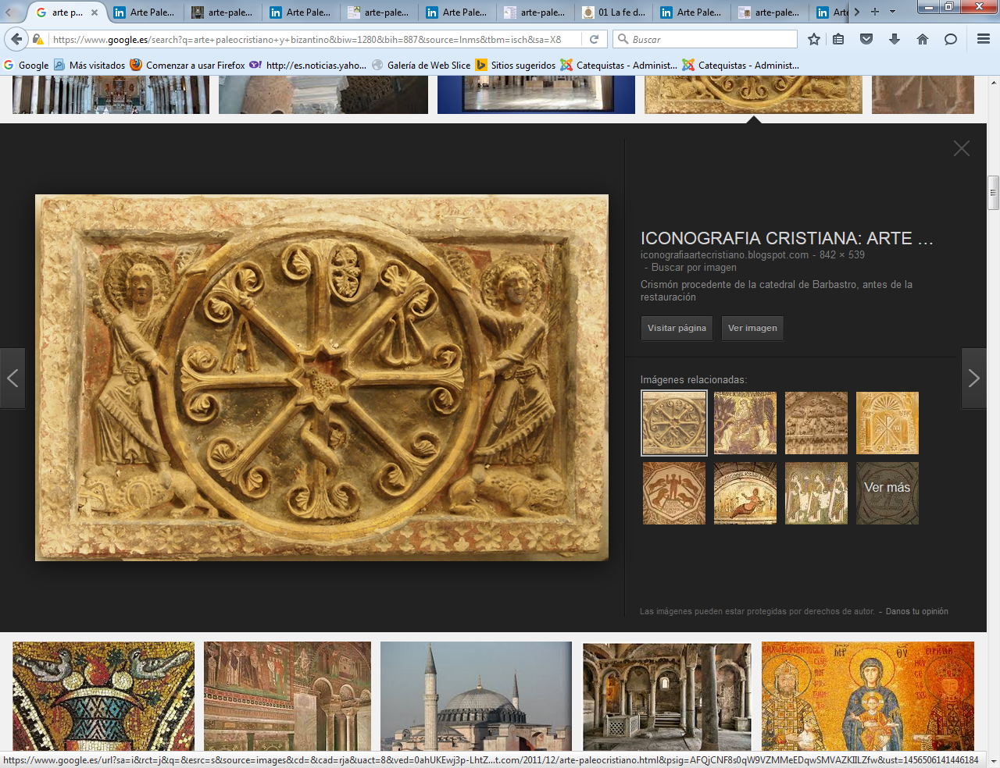 arte p...
Arte Pale...
arte-pale...
Arte Pale...
arte-pale...
Arte Pale...
arte-pale...
01 La fe d...
Arte Pale...
arte-pale...
Arte
https://www.google.es/search?q=arte+paleocristiano+y+bizantino&biw=1280&bih=887&source=lnms&tbm=isch&sa=X8
Buscar
Google
Más visitados
Comenzar a usar Firefox
http://es.noticias.yaho...
Galería de Web Slice
Sitios sugeridos
Catequistas - Administ...
Catequistas - Administ...
ICONOGRAFIA CRISTIANA: ARTE ...
iconografiaartecristiano.blogspot.com - 842 × 539
- Buscar por imagen
Crismón procedente de la catedral de Barbastro, antes de la
restauración
Visitar página
Ver imagen
Imágenes relacionadas:
Ver más
Las imágenes pueden estar protegidas por derechos de autor. - Danos tu opinión
https://www.google.es/url?sa=i&rct=j&q=&esrc=s&source=images&cd=&cad=rja&uact=8&ved=0ahUKEwj3p-LhtZ...t.com/2011/12/arte-paleocristiano.html&psig=AFQjCNF8s0qW9VZMMeEDqwSMVAZKIILZfw&ust=1456506141446184